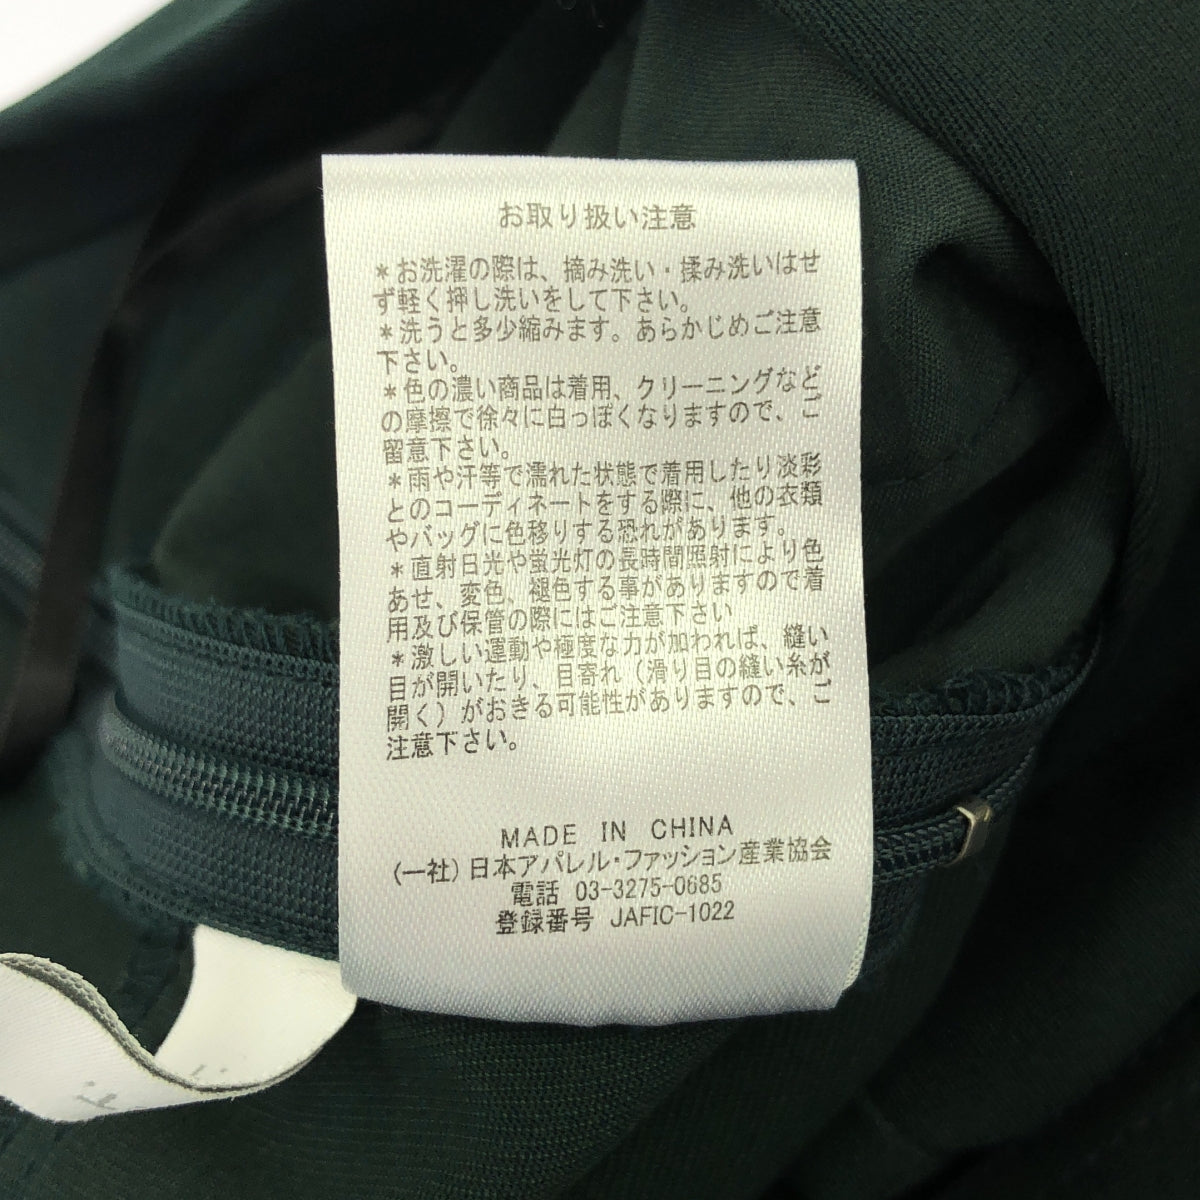 お取り扱い注意
＊お洗濯の際は、摘み洗い・揉み洗いはせ
ず軽く押し洗いをして下さい。
＊洗うと多少縮みます。あらかじめご注意
下さい。
＊色の濃い商品は着用、クリーニングなど
の摩擦で徐々に白っぽくなりますので、ご
留意下さい。
＊雨や汗等で濡れた状態で着用したり淡彩
とのコーディネートをする際に、他の衣類
やバッグに色移りする恐れがあります。
＊直射日光や蛍光灯の長時間照射により色
あせ、変色、褪色する事がありますので着
用及び保管の際にはご注意下さい
＊激しい運動や極度な力が加われば、縫い
目が開いたり、目寄れ（滑り目の縫い糸が
開く）がおきる可能性がありますので、ご
注意下さい。
MADE IN CHINA
(一社)日本アパレル・ファッション産業協会
電話 03-3275-0685
登録番号 JAFIC-1022